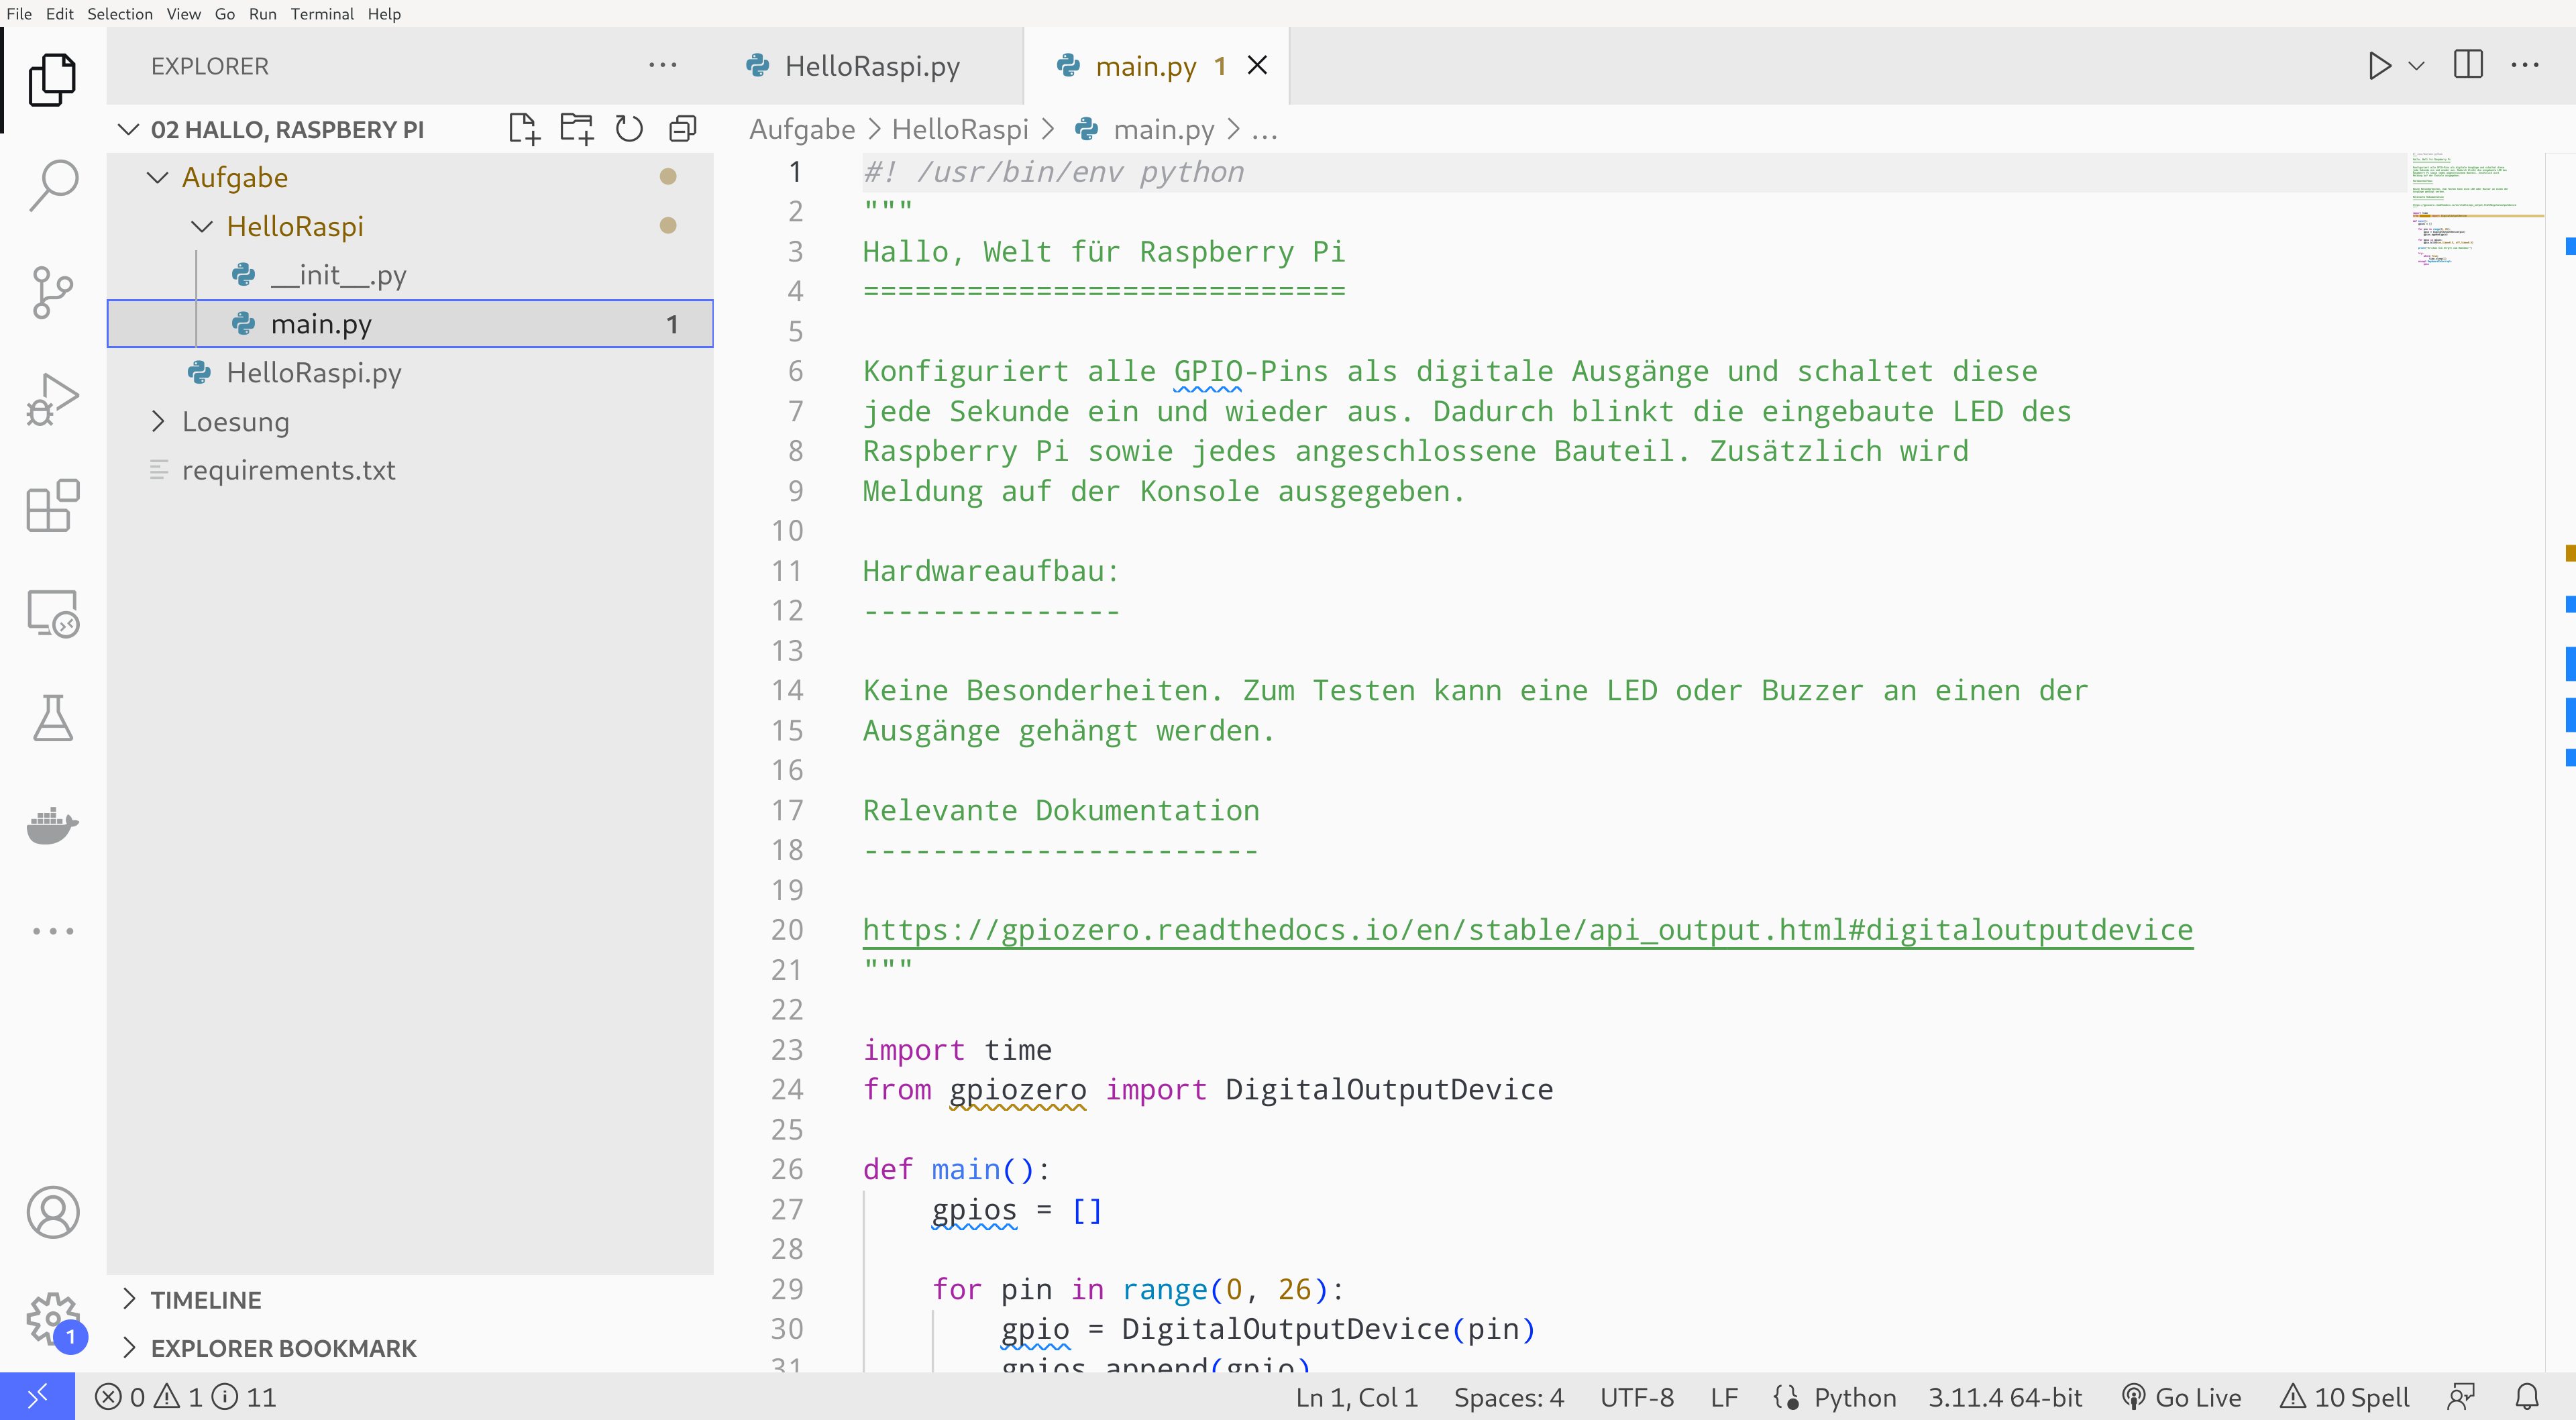 File Edit Selection View Go Run Terminal Help
EXPLORER
HelloRaspi.py
main.py 1
02 HALLO, RASPBERY PI
Aufgabe
HelloRaspi
__init__.py
main.py 1
HelloRaspi.py
Loesung
requirements.txt
TIMELINE
EXPLORER BOOKMARK
1
Aufgabe > HelloRaspi > main.py > ...
1 #! /usr/bin/env python
2 """
3 Hallo, Welt für Raspberry Pi
4 ============================
5
6 Konfiguriert alle GPIO-Pins als digitale Ausgänge und schaltet diese
7 jede Sekunde ein und wieder aus. Dadurch blinkt die eingebaute LED des
8 Raspberry Pi sowie jedes angeschlossene Bauteil. Zusätzlich wird
9 Meldung auf der Konsole ausgegeben.
10
11 Hardwareaufbau:
12 ---------------
13
14 Keine Besonderheiten. Zum Testen kann eine LED oder Buzzer an einen der
15 Ausgänge gehängt werden.
16
17 Relevante Dokumentation
18 -----------------------
19
20 https://gpiozero.readthedocs.io/en/stable/api_output.html#digitaloutputdevice
21 """
22
23 import time
24 from gpiozero import DigitalOutputDevice
25
26 def main():
27     gpios = []
28
29     for pin in range(0, 26):
30         gpio = DigitalOutputDevice(pin)
31         gpios.append(gpio)
0 1 11
Ln 1, Col 1 Spaces: 4 UTF-8 LF Python 3.11.4 64-bit Go Live 10 Spell